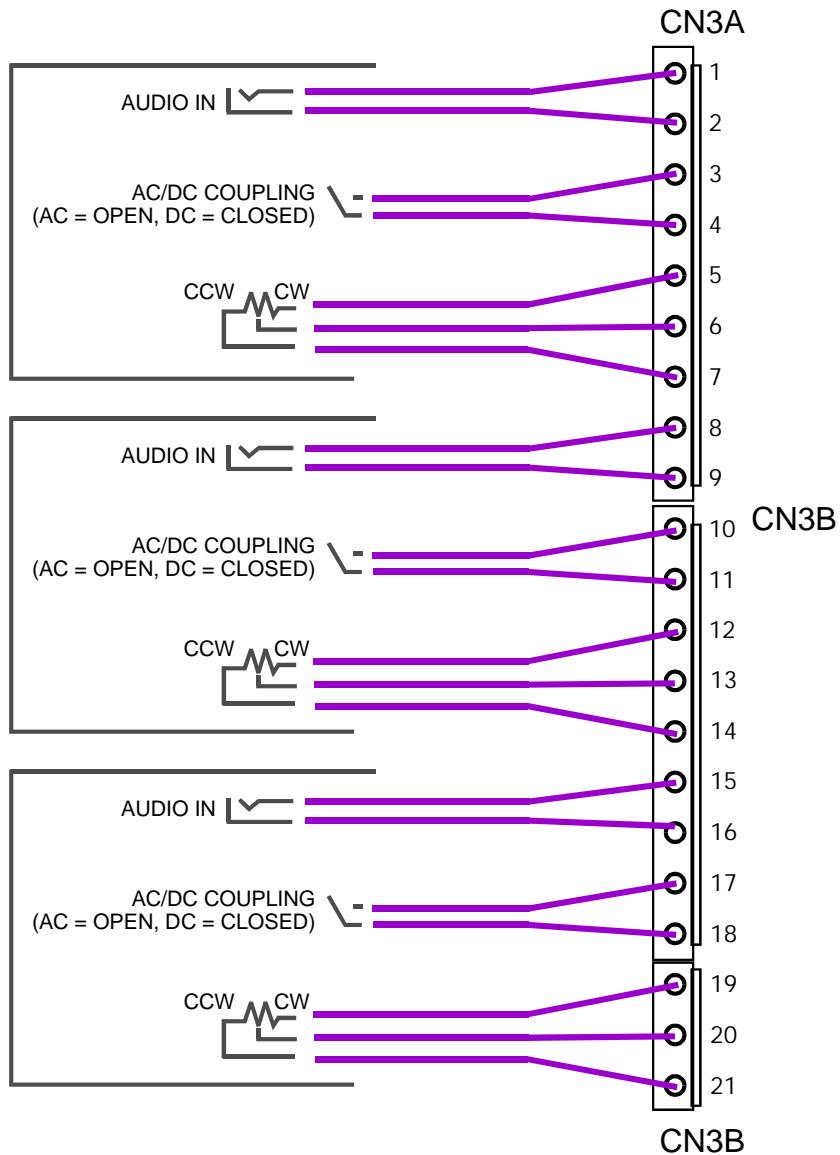 CN3A
1
AUDIO IN
2
3
AC/DC COUPLING
(AC = OPEN, DC = CLOSED)
4
5
CCW CW
6
7
8
AUDIO IN
9
10 CN3B
AC/DC COUPLING
(AC = OPEN, DC = CLOSED)
11
12
CCW CW
13
14
15
AUDIO IN
16
17
AC/DC COUPLING
(AC = OPEN, DC = CLOSED)
18
19
CCW CW
20
21
CN3B